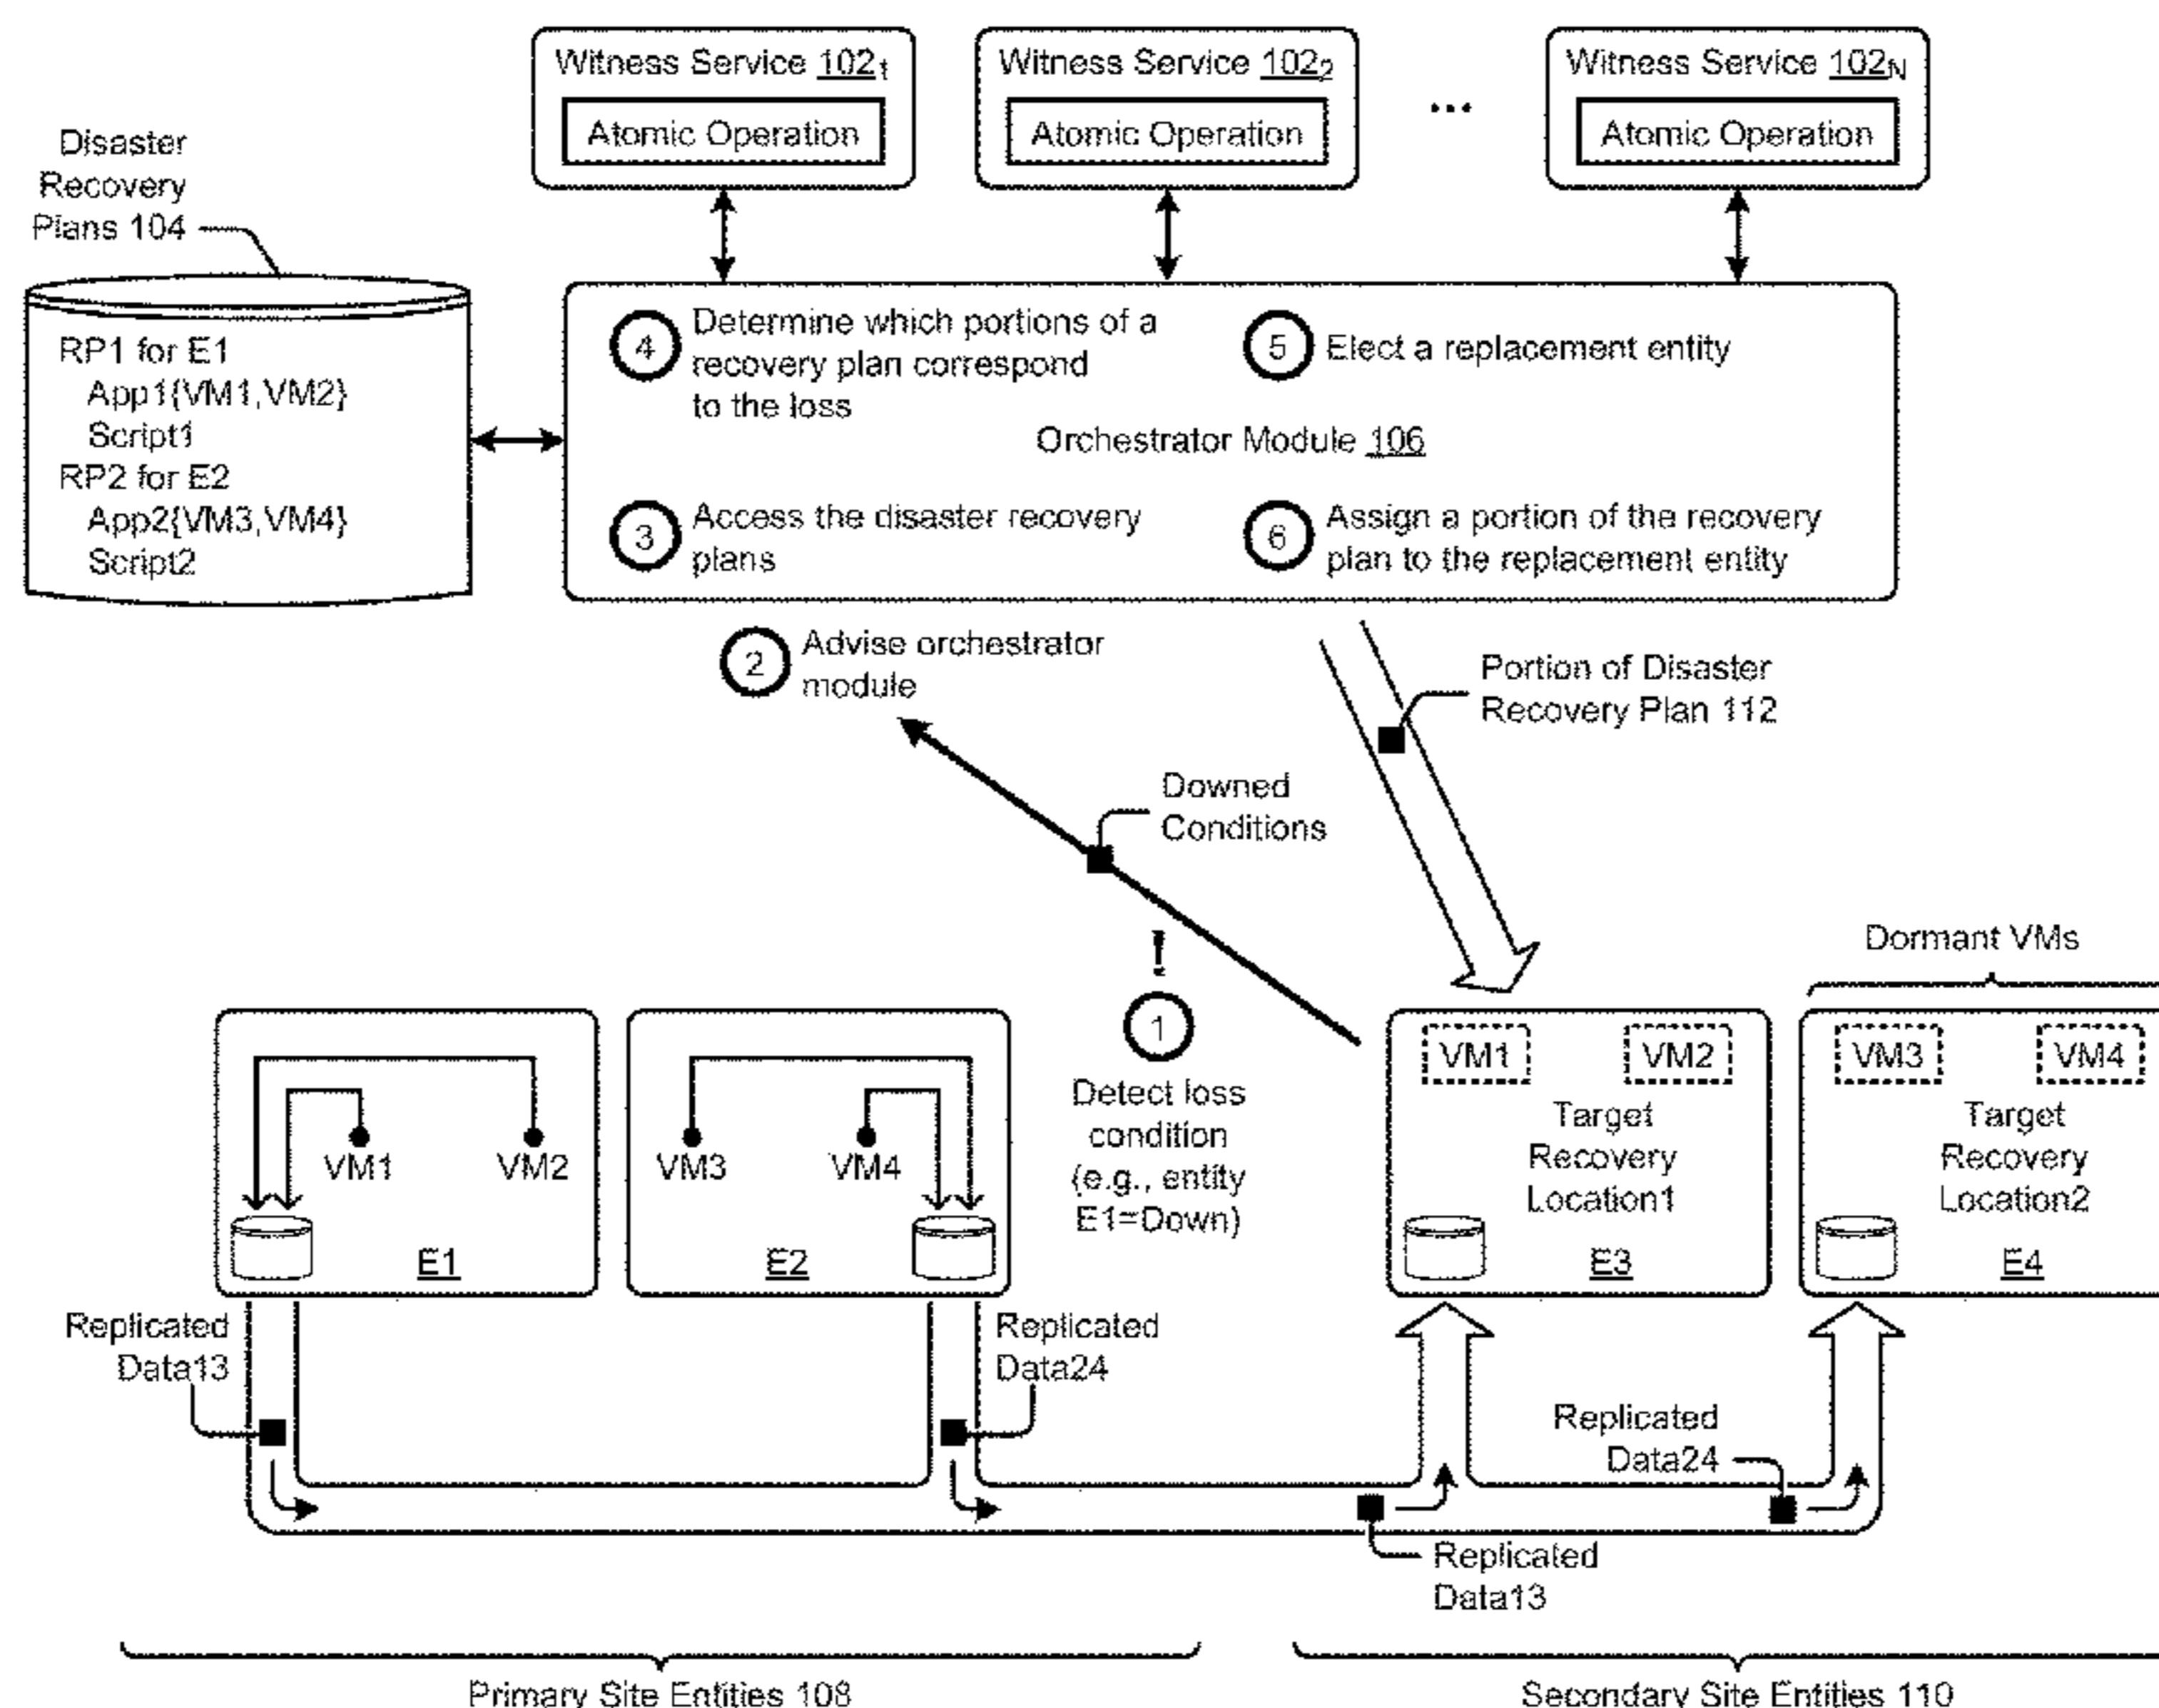 Witness Service 102₁
Atomic Operation
Witness Service 102₂
Atomic Operation
...
Witness Service 102N
Atomic Operation
Disaster
Recovery
Plans 104
RP1 for E1
App1{VM1,VM2}
Script1
RP2 for E2
App2{VM3,VM4}
Script2
4
Determine which portions of a
recovery plan correspond
to the loss
5
Elect a replacement entity
Orchestrator Module 106
3
Access the disaster recovery
plans
6
Assign a portion of the recovery
plan to the replacement entity
2
Advise orchestrator
module
Portion of Disaster
Recovery Plan 112
Downed
Conditions
!
1
Detect loss
condition
(e.g., entity
E1=Down)
Dormant VMs
VM1
VM2
E1
VM3
VM4
E2
VM1
VM2
Target
Recovery
Location1
E3
VM3
VM4
Target
Recovery
Location2
E4
Replicated
Data13
Replicated
Data24
Replicated
Data24
Replicated
Data13
Primary Site Entities 108
Secondary Site Entities 110